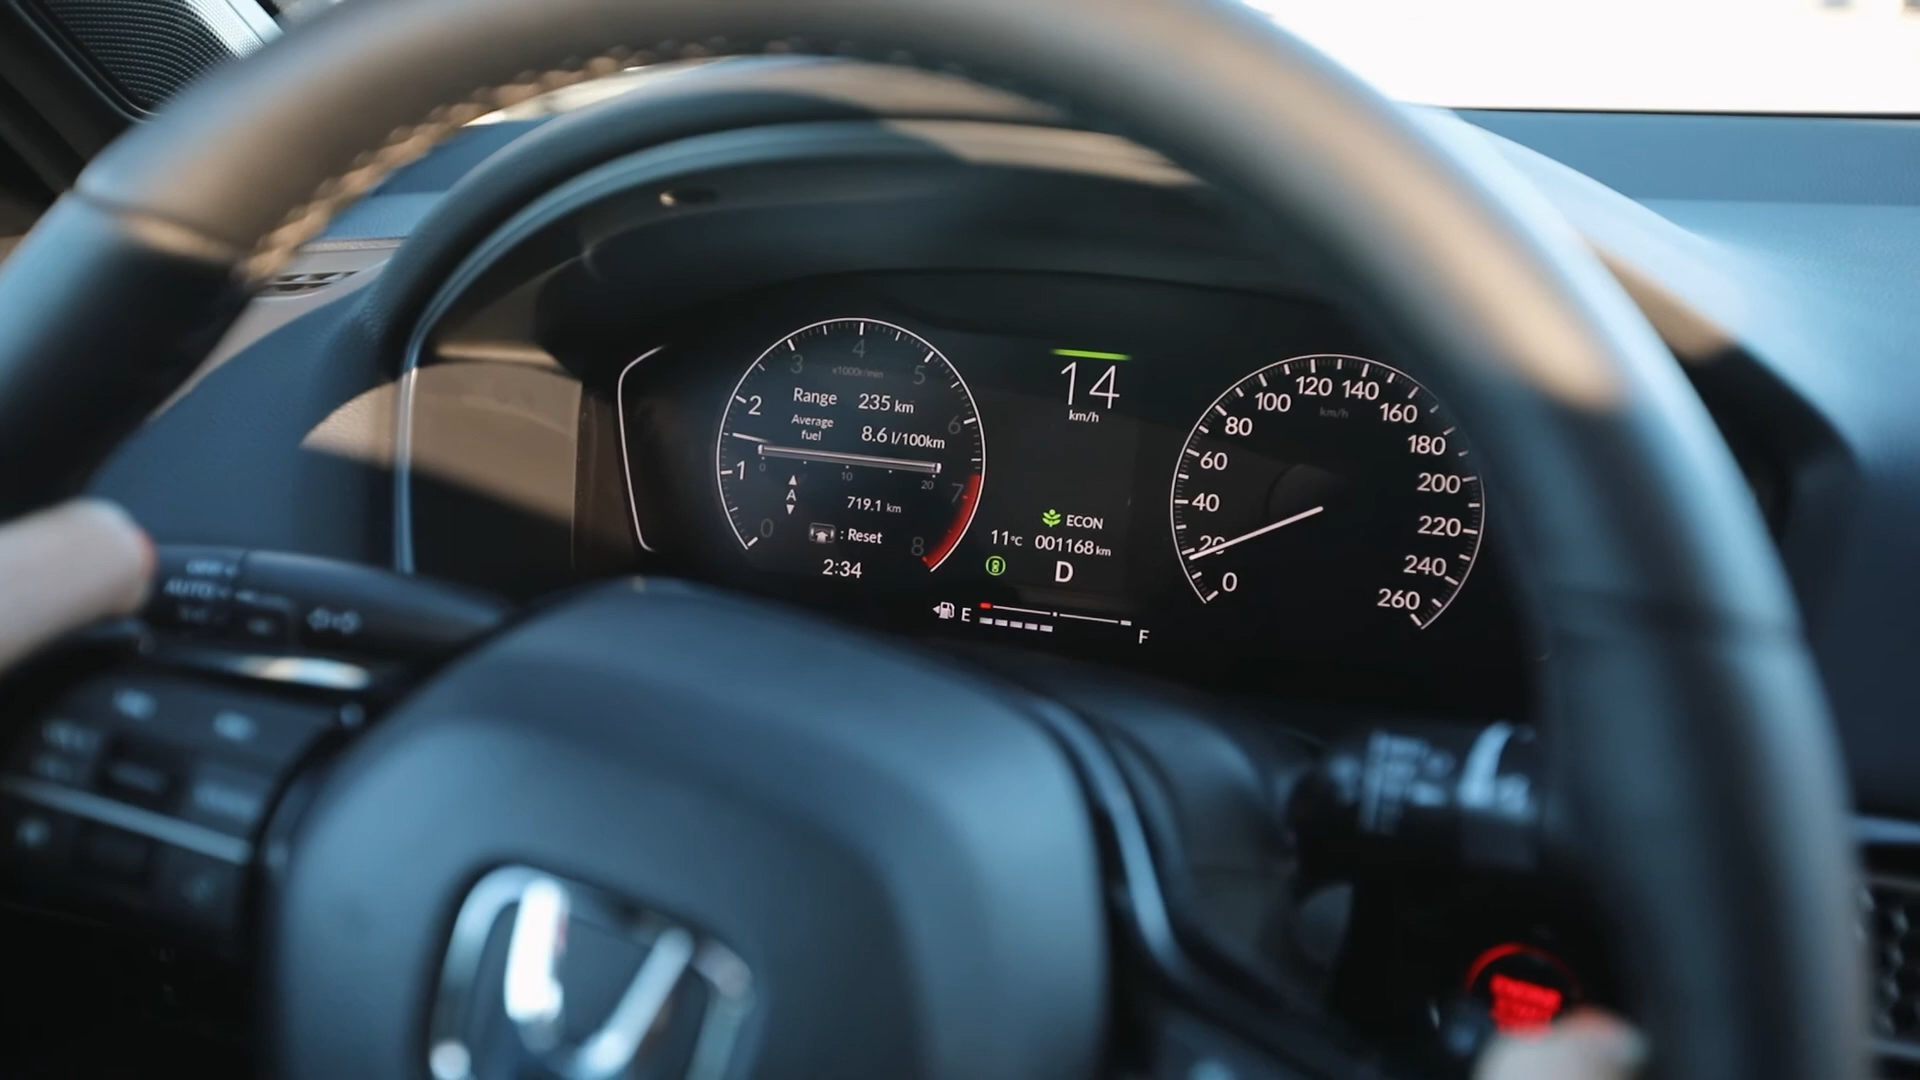 4
3
5
x1000r/min
2
6
Range 235 km
Average
fuel 8.6 l/100km
1
0 10 20
7
A
719.1 km
0
: Reset
8
2:34
14
km/h
ECON
11°C 001168 km
D
E
F
120 140
100 160
km/h
80 180
60 200
40 220
20 240
0 260
AUTO